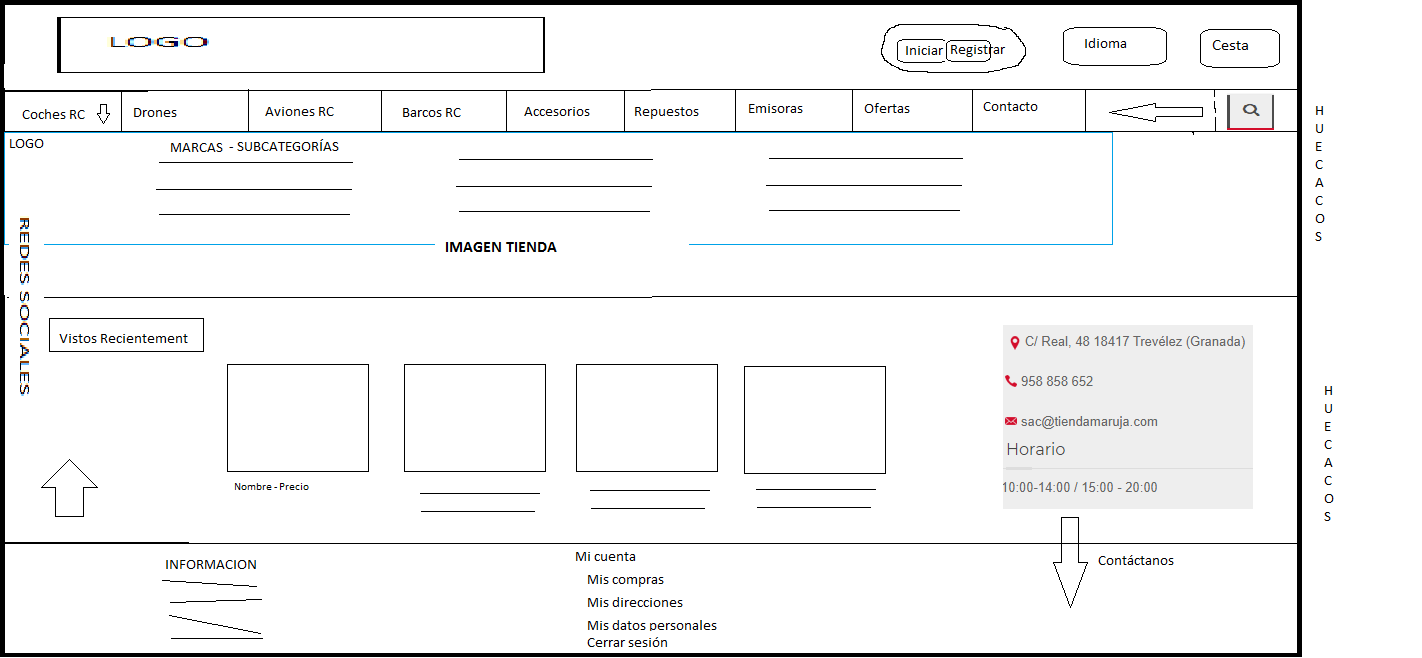 LOGO
Iniciar Registrar
Idioma
Cesta
Coches RC
Drones
Aviones RC
Barcos RC
Accesorios
Repuestos
Emisoras
Ofertas
Contacto
LOGO
MARCAS - SUBCATEGORÍAS
IMAGEN TIENDA
REDES SOCIALES
Vistos Recientement
Nombre - Precio
C/ Real, 48 18417 Trevélez (Granada)
958 858 652
sac@tiendamaruja.com
Horario
10:00-14:00 / 15:00 - 20:00
INFORMACION
Mi cuenta
Mis compras
Mis direcciones
Mis datos personales
Cerrar sesión
Contáctanos
HUECACOS
HUECACOS